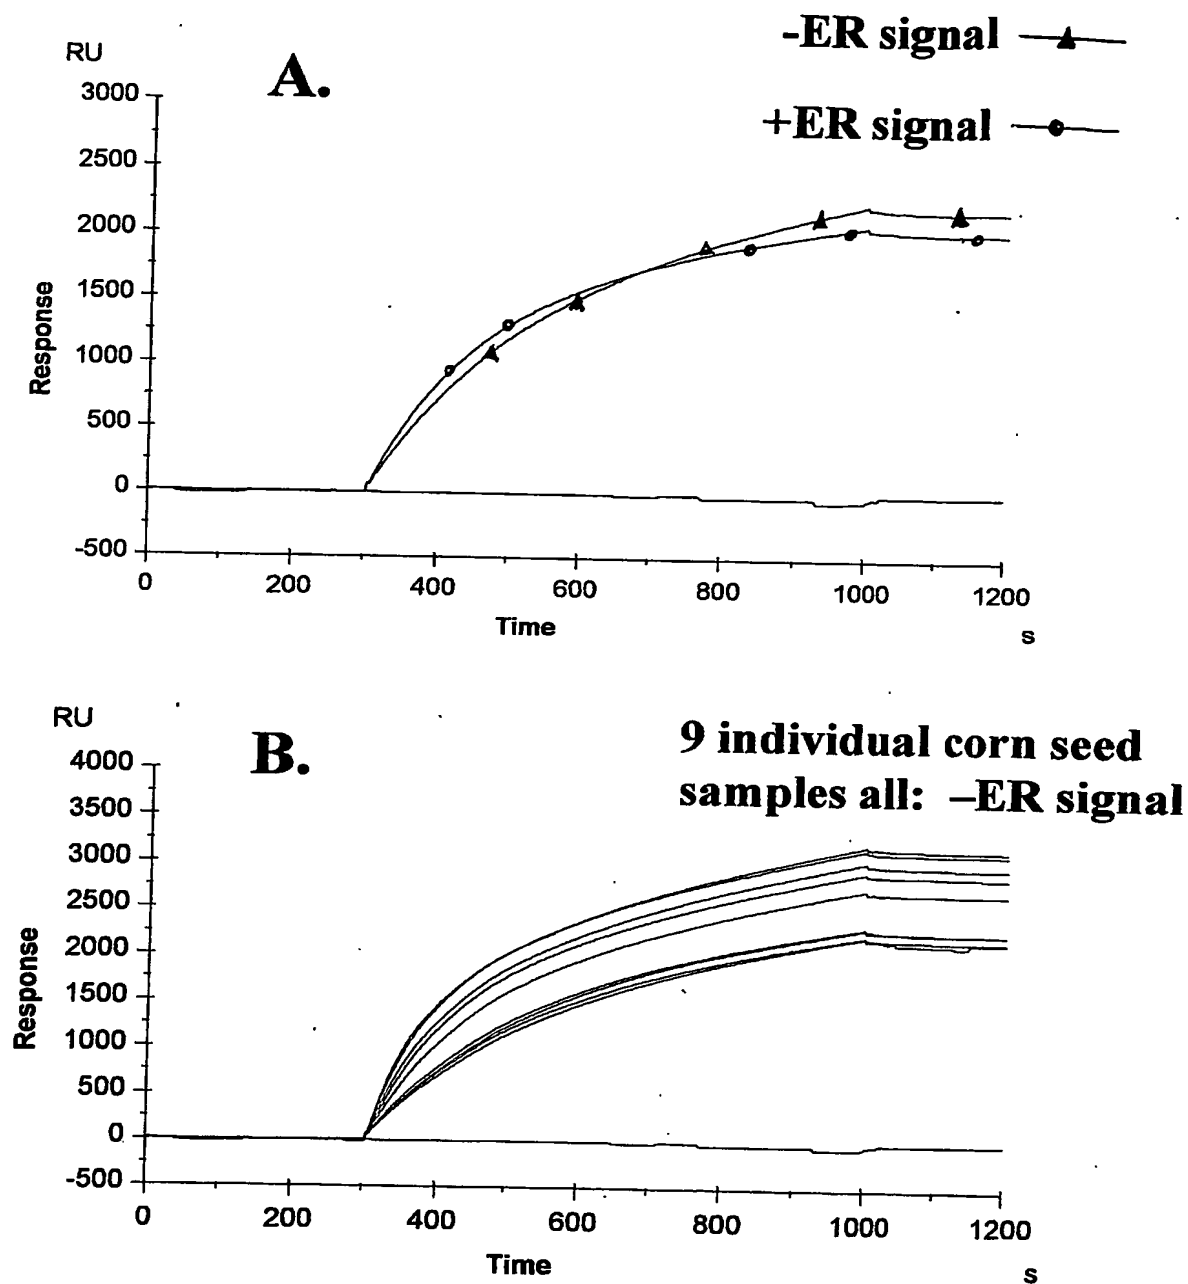 -ER signal
RU
A.
+ER signal
3000
2500
2000
1500
1000
500
0
-500
Response
0 200 400 600 800 1000 1200
Time
s
RU
B.
9 individual corn seed
samples all: –ER signal
4000
3500
3000
2500
2000
1500
1000
500
0
-500
Response
0 200 400 600 800 1000 1200
Time
s